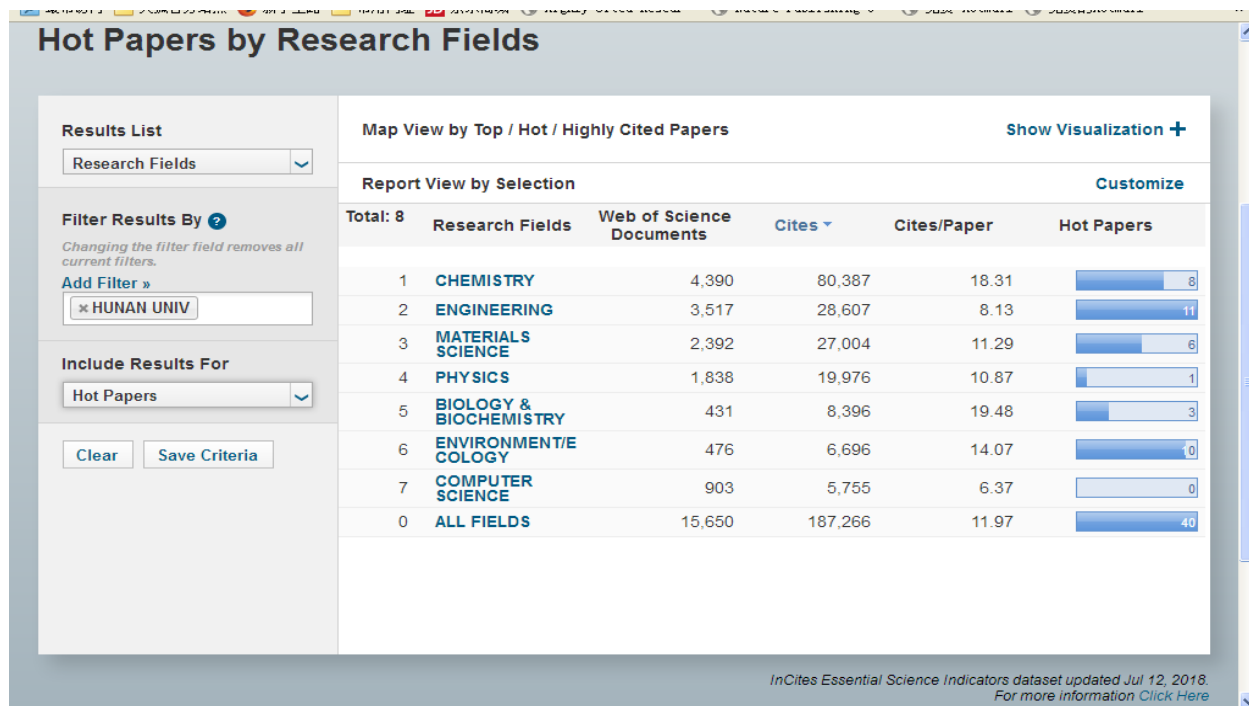 Hot Papers by Research Fields
Results List
Research Fields
Filter Results By ?
Changing the filter field removes all
current filters.
Add Filter »
× HUNAN UNIV
Include Results For
Hot Papers
Clear Save Criteria
Map View by Top / Hot / Highly Cited Papers Show Visualization +
Report View by Selection Customize
Total: 8 Research Fields Web of Science Documents Cites Cites/Paper Hot Papers
1 CHEMISTRY 4,390 80,387 18.31 8
2 ENGINEERING 3,517 28,607 8.13 11
3 MATERIALS SCIENCE 2,392 27,004 11.29 6
4 PHYSICS 1,838 19,976 10.87 1
5 BIOLOGY & BIOCHEMISTRY 431 8,396 19.48 3
6 ENVIRONMENT/ECOLOGY 476 6,696 14.07 10
7 COMPUTER SCIENCE 903 5,755 6.37 0
0 ALL FIELDS 15,650 187,266 11.97 40
InCites Essential Science Indicators dataset updated Jul 12, 2018.
For more information Click Here